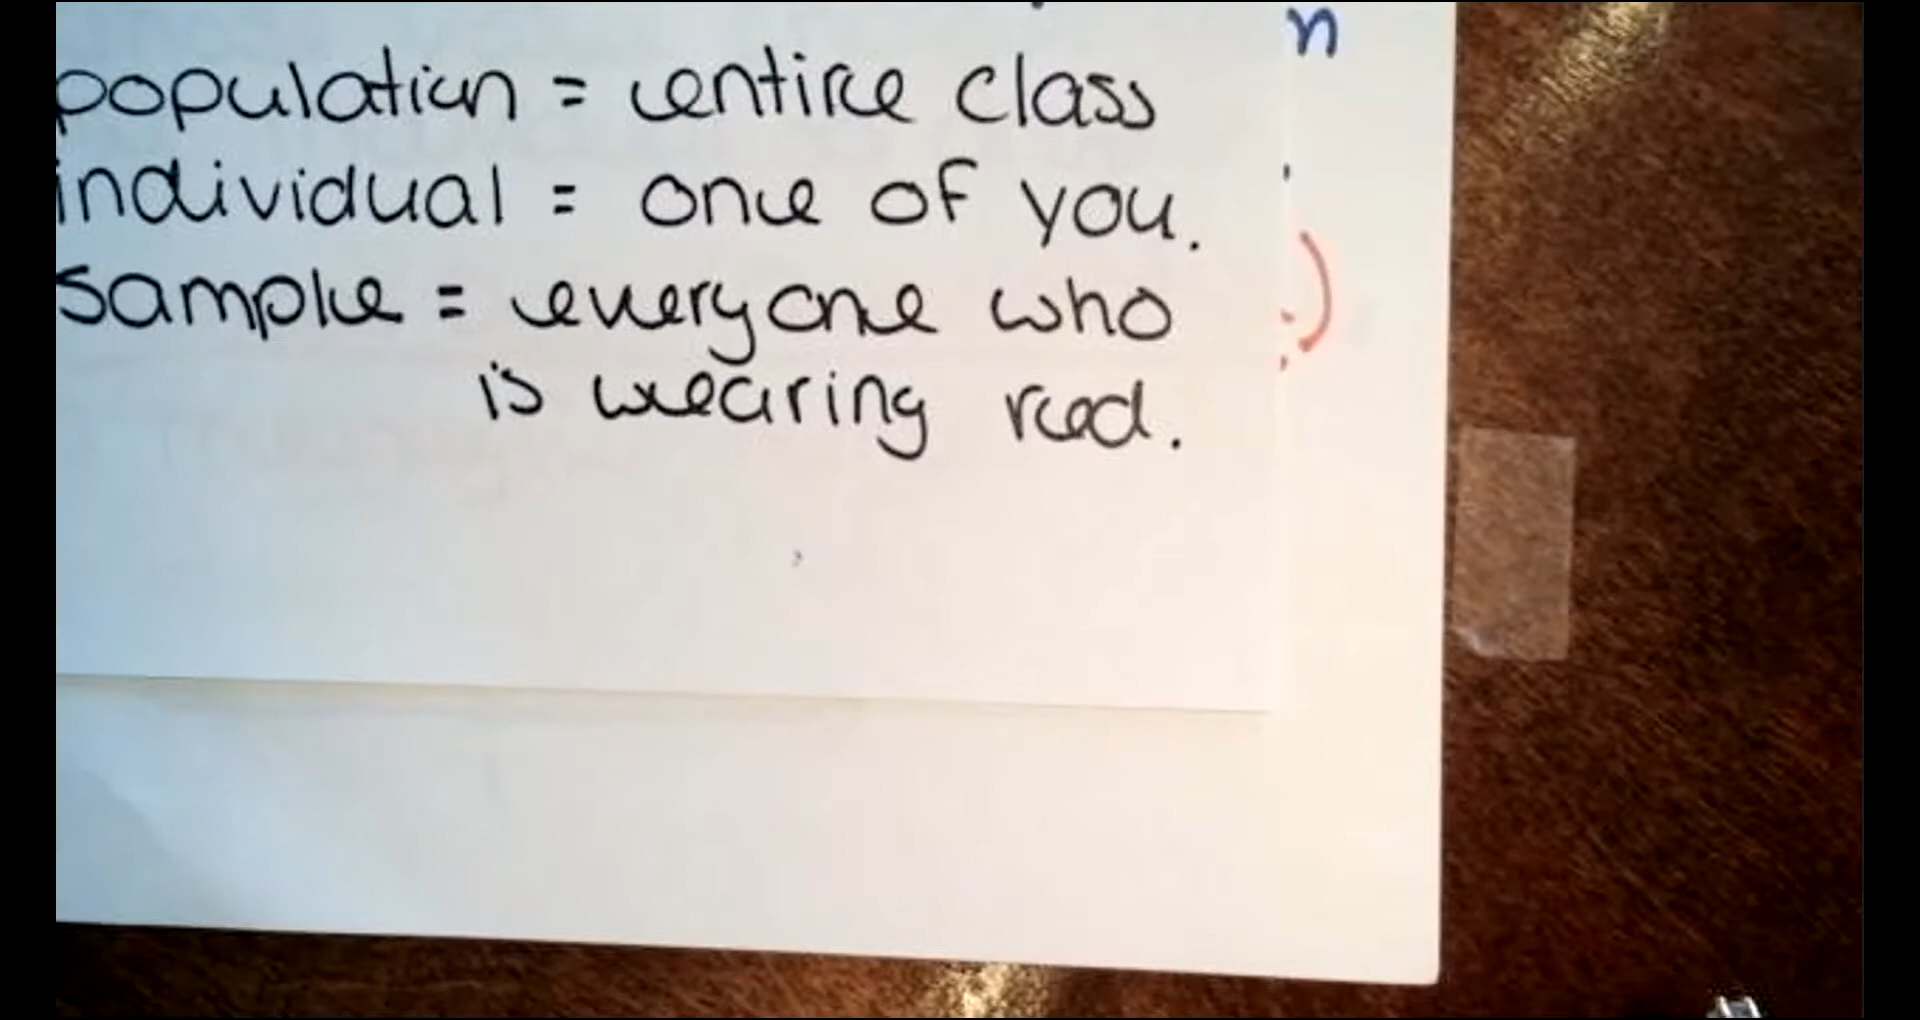 n
population = entire class
individual = one of you.
sample = everyone who
is wearing red.